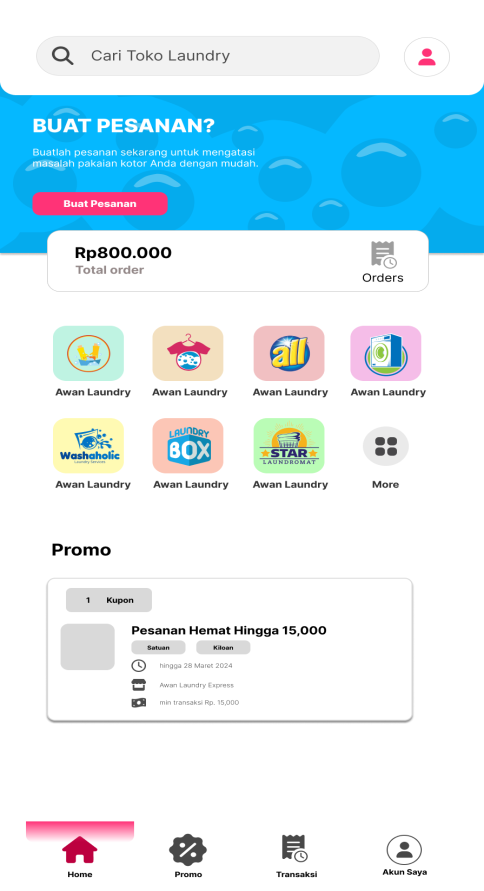 Cari Toko Laundry
BUAT PESANAN?
Buatlah pesanan sekarang untuk mengatasi
masalah pakaian kotor Anda dengan mudah.
Buat Pesanan
Rp800.000
Total order
Orders
all
Awan Laundry
Awan Laundry
Awan Laundry
Awan Laundry
Washaholic
Laundry Services
LAUNDRY
BOX
STAR
LAUNDROMAT
Awan Laundry
Awan Laundry
Awan Laundry
More
Promo
1 Kupon
Pesanan Hemat Hingga 15,000
Satuan
Kiloan
hingga 28 Maret 2024
Awan Laundry Express
min transaksi Rp. 15,000
Home
Promo
Transaksi
Akun Saya